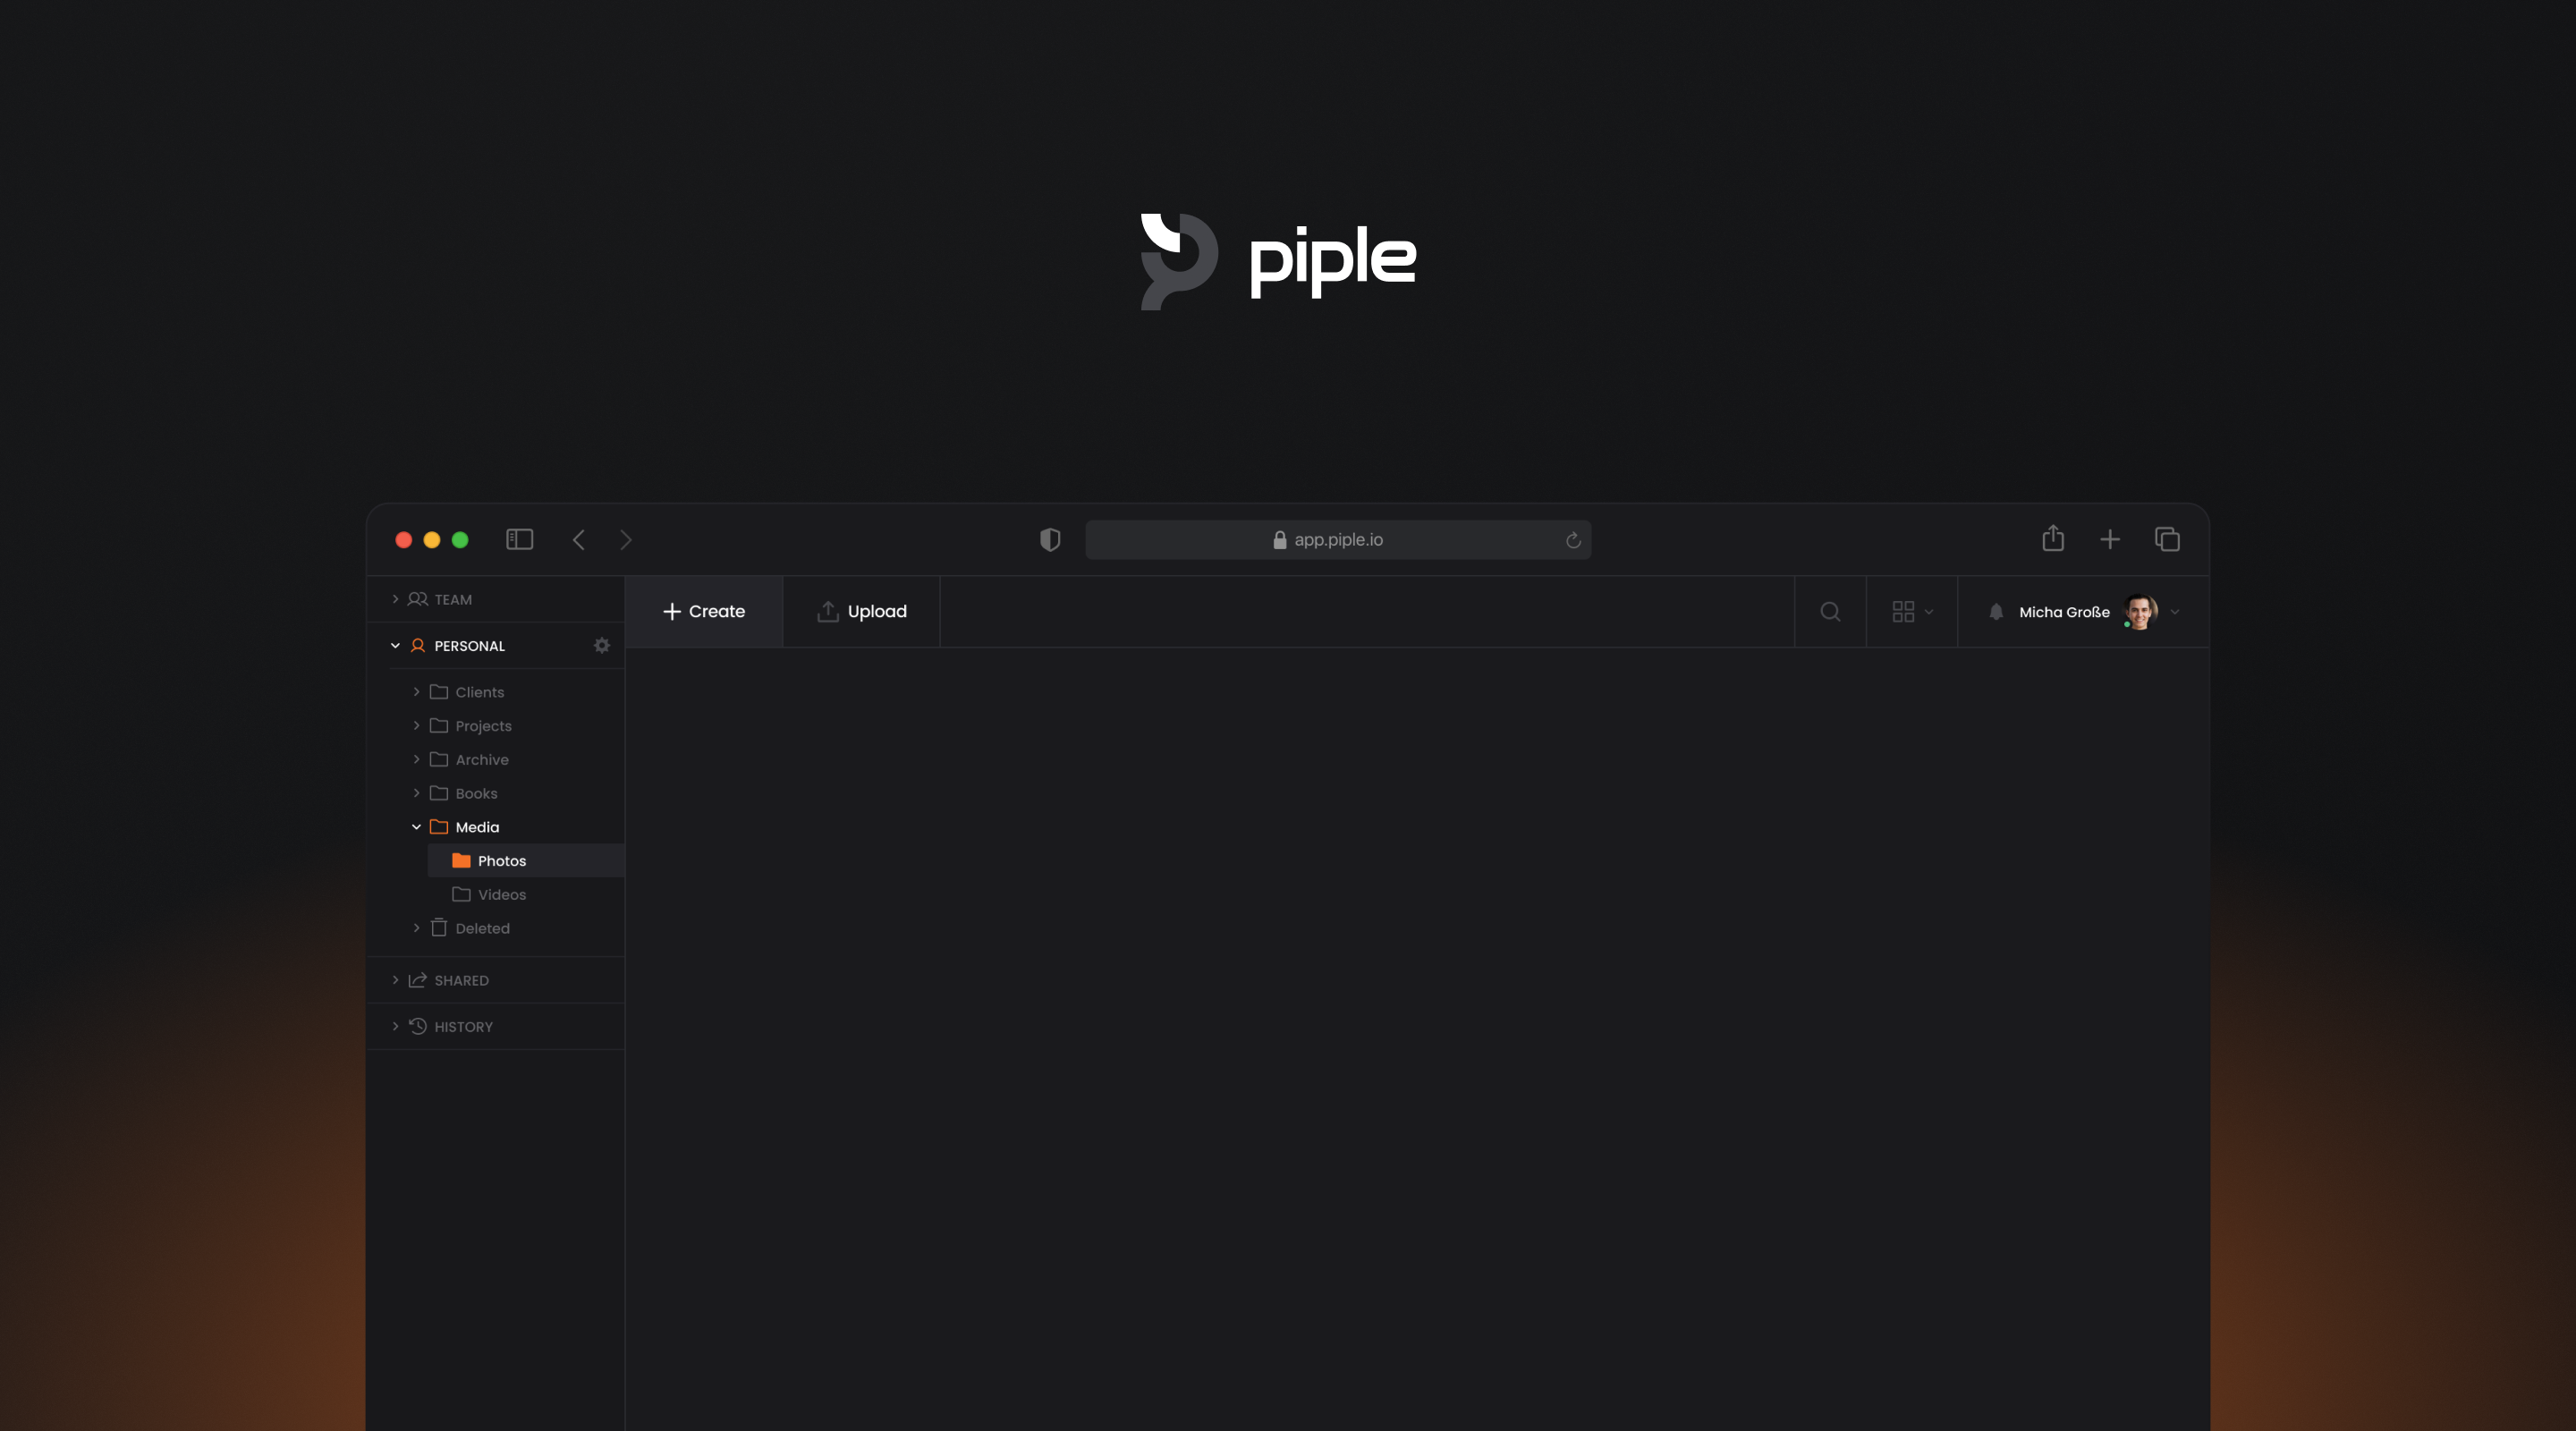 piple
app.piple.io
TEAM
PERSONAL
Clients
Projects
Archive
Books
Media
Photos
Videos
Deleted
SHARED
HISTORY
Create
Upload
Micha Große